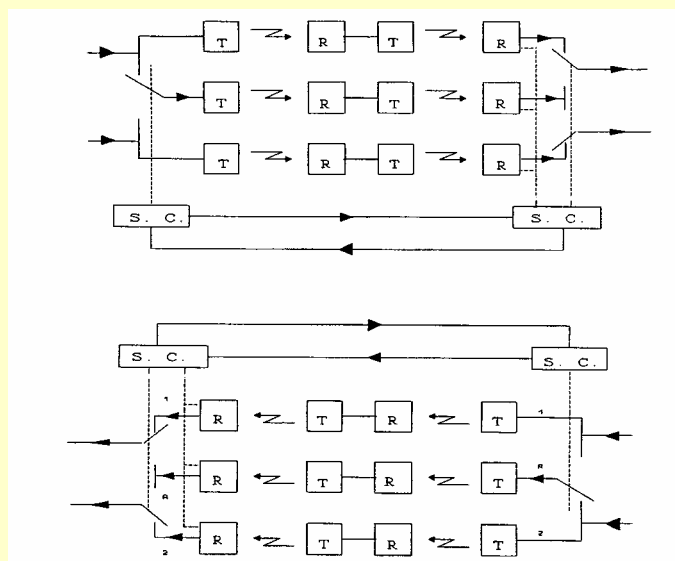 T R T R
T R T R
T R T R
S. C. S. C.
S. C. S. C.
1
R T R T 1
R T R T R
R
R T R T 2
2